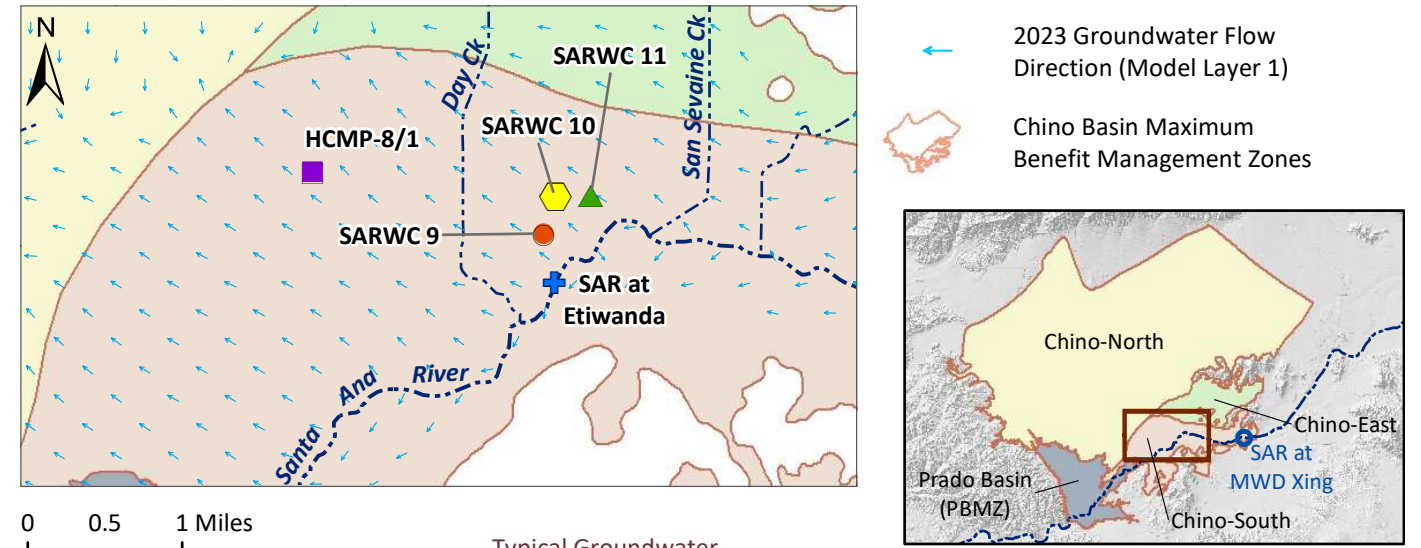 N
Day Ck
SARWC 11
San Sevaine Ck
SARWC 10
HCMP-8/1
SARWC 9
SAR at
Etiwanda
Santa Ana River
0 0.5 1 Miles
Typical Groundwater
2023 Groundwater Flow
Direction (Model Layer 1)
Chino Basin Maximum
Benefit Management Zones
Chino-North
Chino-East
SAR at
MWD Xing
Prado Basin
(PBMZ)
Chino-South